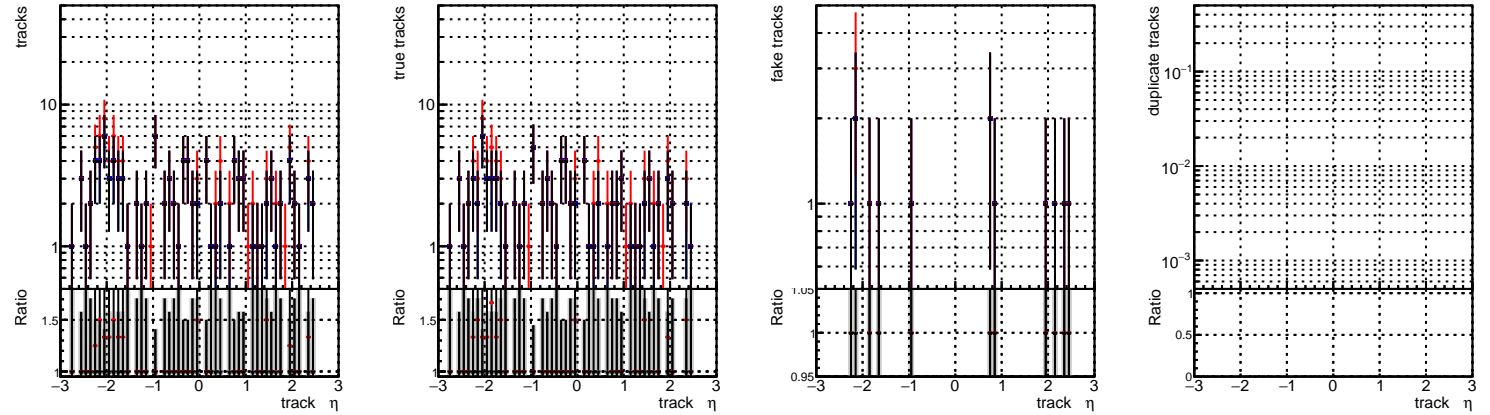 tracks
10
1
Ratio
1.5
1
−3 −2 −1 0 1 2 3
track η
true tracks
10
1
Ratio
1.5
1
−3 −2 −1 0 1 2 3
track η
fake tracks
1
1.05
Ratio
1
0.95
−3 −2 −1 0 1 2 3
track η
duplicate tracks
10−1
10−2
10−3
Ratio
1
0.5
0
−3 −2 −1 0 1 2 3
track η